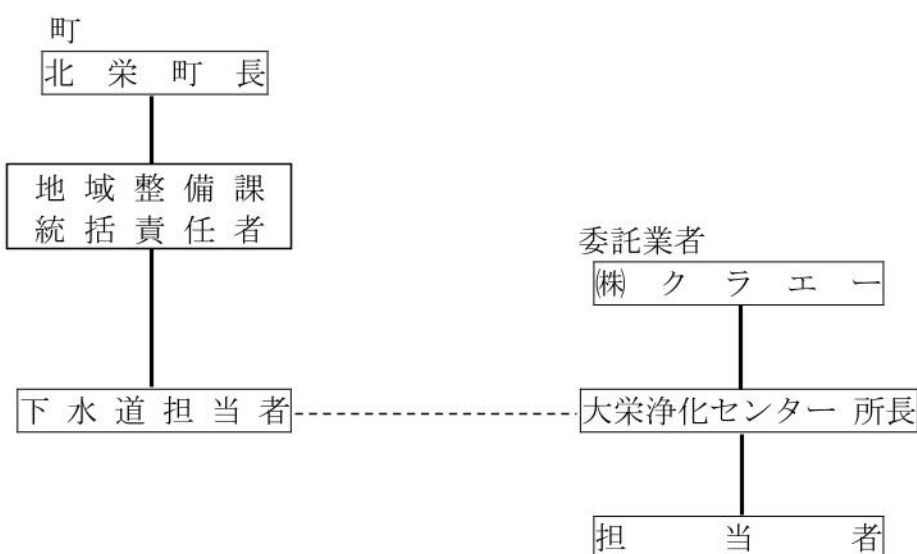 町
北栄町長
地域整備課
統括責任者
下水道担当者
委託業者
㈱クラエー
大栄浄化センター 所長
担当者